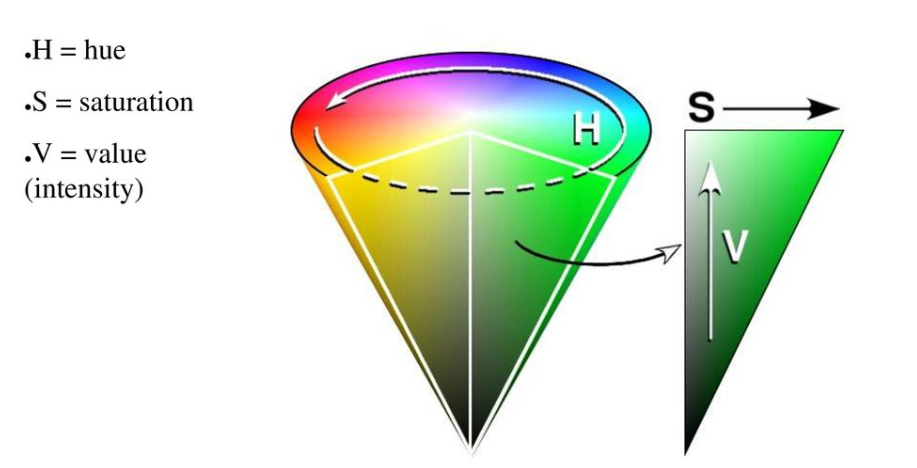 .H = hue
.S = saturation
.V = value
(intensity)
H
S
V